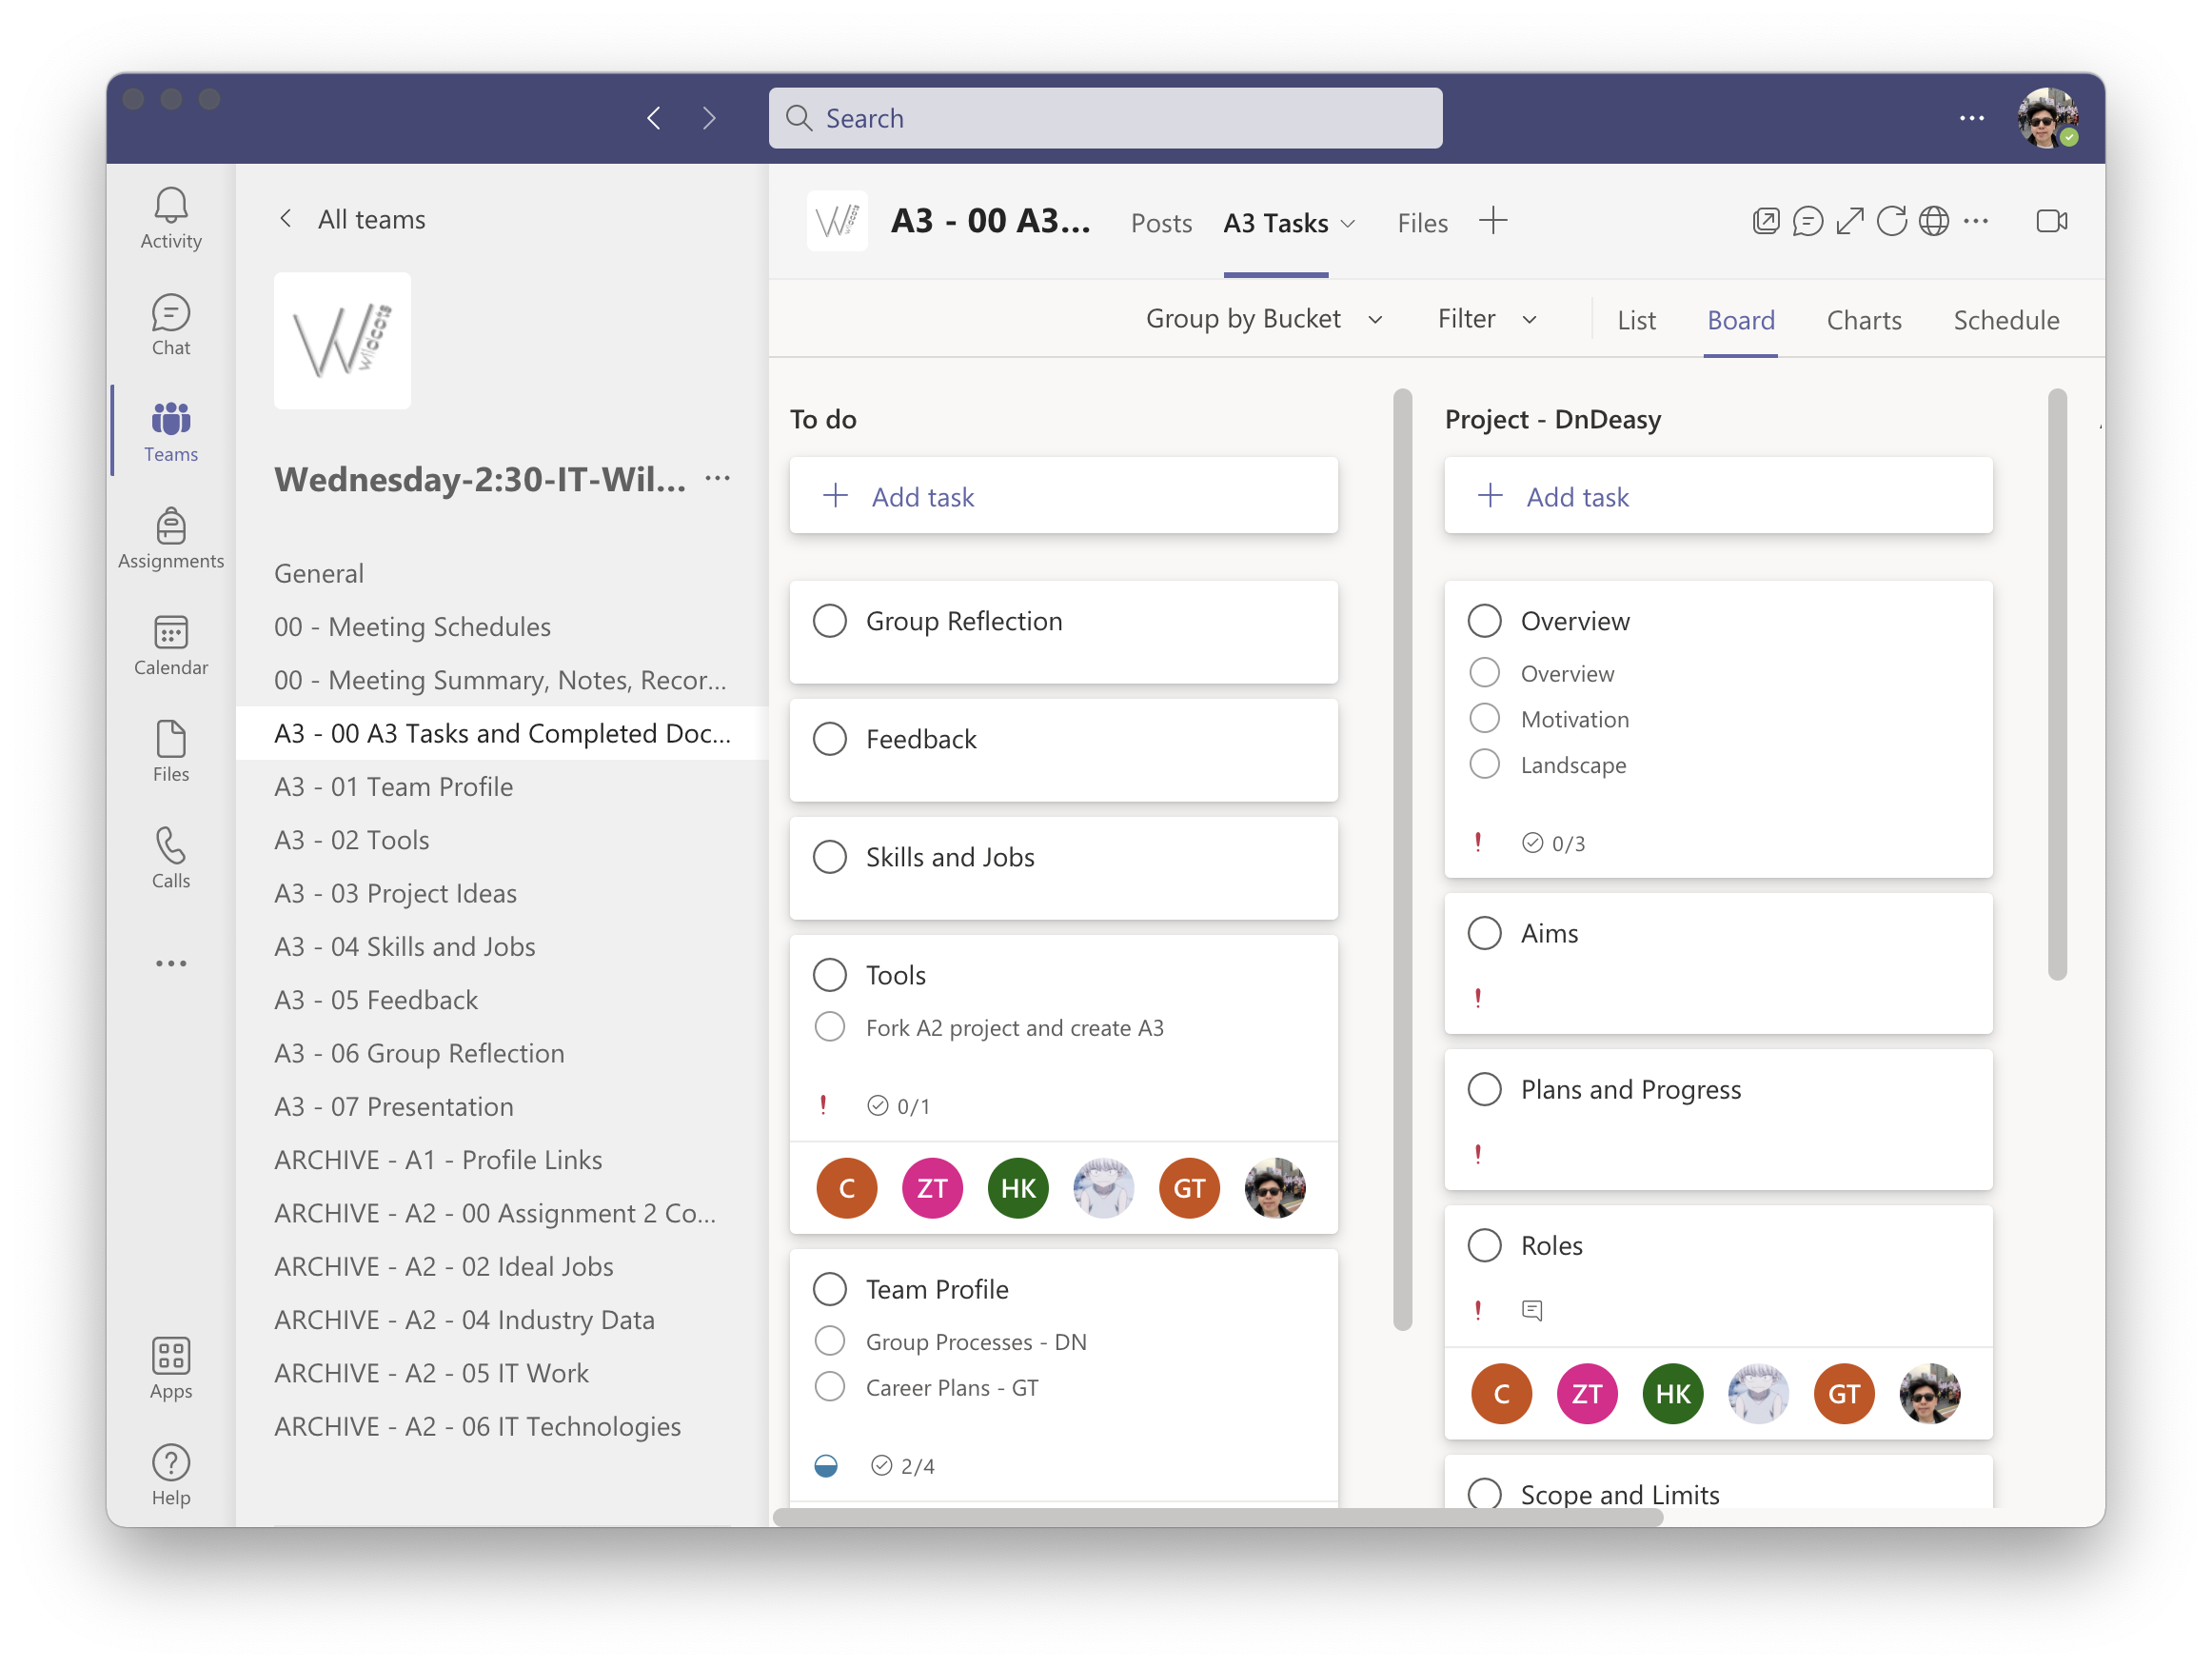 Search
Activity
Chat
Teams
Assignments
Calendar
Files
Calls
Apps
Help
All teams
Wildcats
Wednesday-2:30-IT-Wil...
General
00 - Meeting Schedules
00 - Meeting Summary, Notes, Recor...
A3 - 00 A3 Tasks and Completed Doc...
A3 - 01 Team Profile
A3 - 02 Tools
A3 - 03 Project Ideas
A3 - 04 Skills and Jobs
A3 - 05 Feedback
A3 - 06 Group Reflection
A3 - 07 Presentation
ARCHIVE - A1 - Profile Links
ARCHIVE - A2 - 00 Assignment 2 Co...
ARCHIVE - A2 - 02 Ideal Jobs
ARCHIVE - A2 - 04 Industry Data
ARCHIVE - A2 - 05 IT Work
ARCHIVE - A2 - 06 IT Technologies
Wildcats
A3 - 00 A3... Posts A3 Tasks Files
Group by Bucket Filter List Board Charts Schedule
To do
Add task
Group Reflection
Feedback
Skills and Jobs
Tools
Fork A2 project and create A3
! 0/1
C ZT HK GT
Team Profile
Group Processes - DN
Career Plans - GT
2/4
Project - DnDeasy
Add task
Overview
Overview
Motivation
Landscape
! 0/3
Aims
!
Plans and Progress
!
Roles
!
C ZT HK GT
Scope and Limits